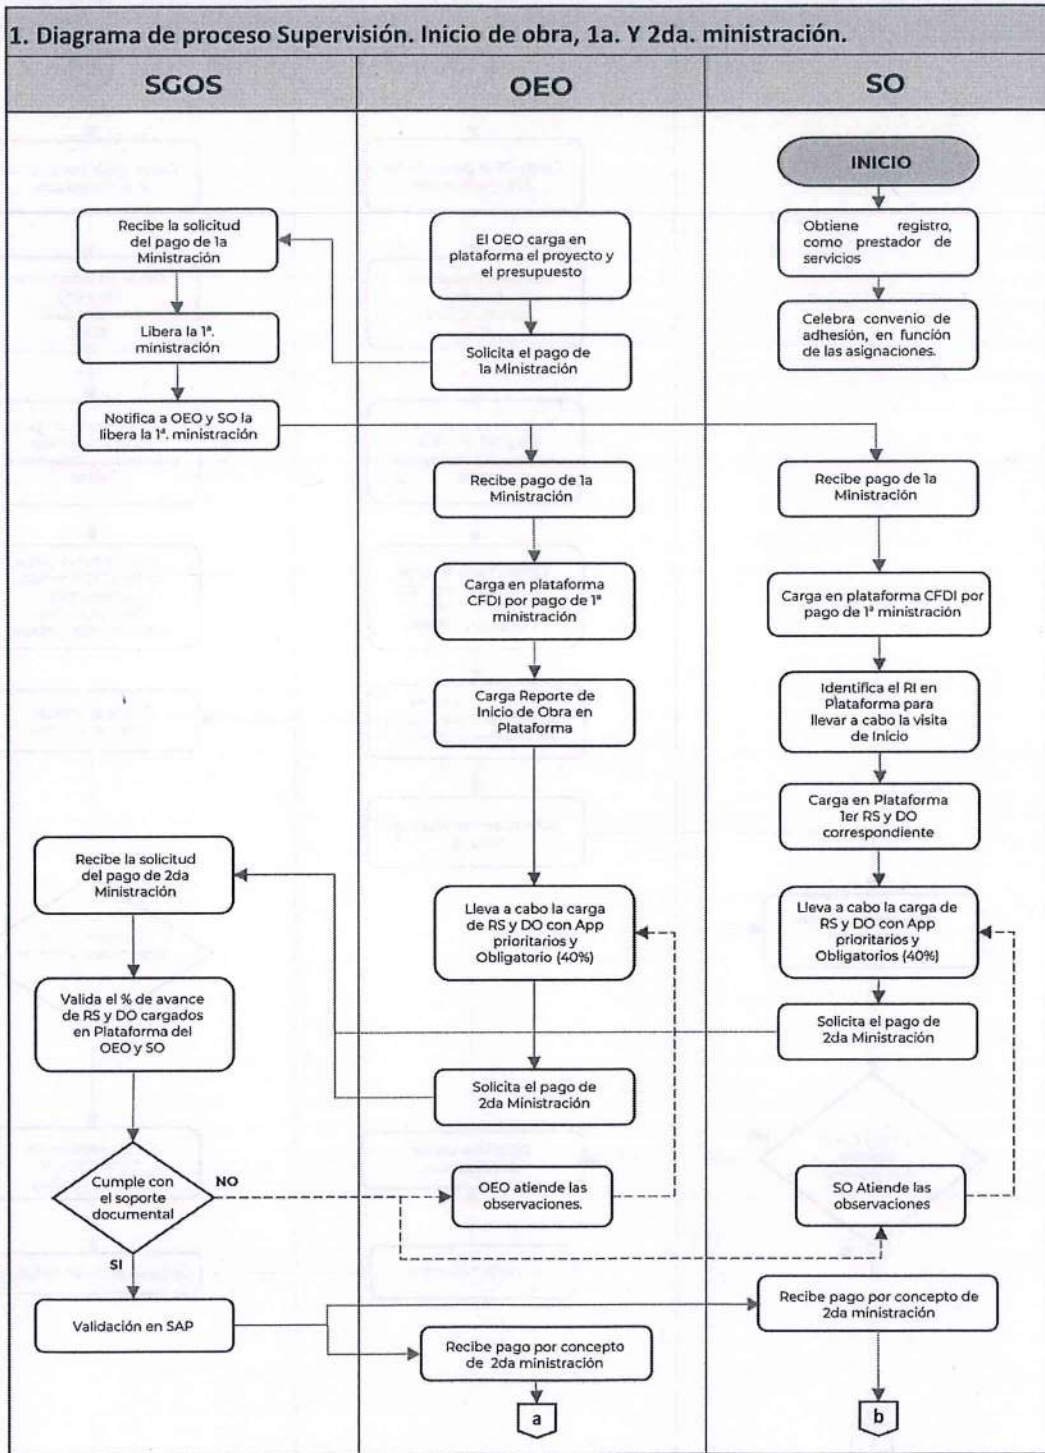 1. Diagrama de proceso Supervisión. Inicio de obra, 1a. Y 2da. ministración.
SGOS
OEO
SO
INICIO
Obtiene registro,
como prestador de
servicios
Celebra convenio de
adhesión, en función
de las asignaciones.
El OEO carga en
plataforma el proyecto y
el presupuesto
Solicita el pago de
1a Ministración
Recibe la solicitud
del pago de 1a
Ministración
Libera la 1ª.
ministración
Notifica a OEO y SO la
libera la 1ª. ministración
Recibe pago de 1a
Ministración
Recibe pago de 1a
Ministración
Carga en plataforma
CFDI por pago de 1ª
ministración
Carga en plataforma CFDI por
pago de 1ª ministración
Carga Reporte de
Inicio de Obra en
Plataforma
Identifica el RI en
Plataforma para
llevar a cabo la visita
de Inicio
Carga en Plataforma
1er RS y DO
correspondiente
Lleva a cabo la carga
de RS y DO con App
prioritarios y
Obligatorio (40%)
Lleva a cabo la carga de
RS y DO con App
prioritarios y
Obligatorios (40%)
Solicita el pago de
2da Ministración
Solicita el pago de
2da Ministración
Recibe la solicitud
del pago de 2da
Ministración
Valida el % de avance
de RS y DO cargados
en Plataforma del
OEO y SO
Cumple con
el soporte
documental
NO
SI
OEO atiende las
observaciones.
SO Atiende las
observaciones
Validación en SAP
Recibe pago por concepto
de 2da ministración
Recibe pago por concepto de
2da ministración
a
b